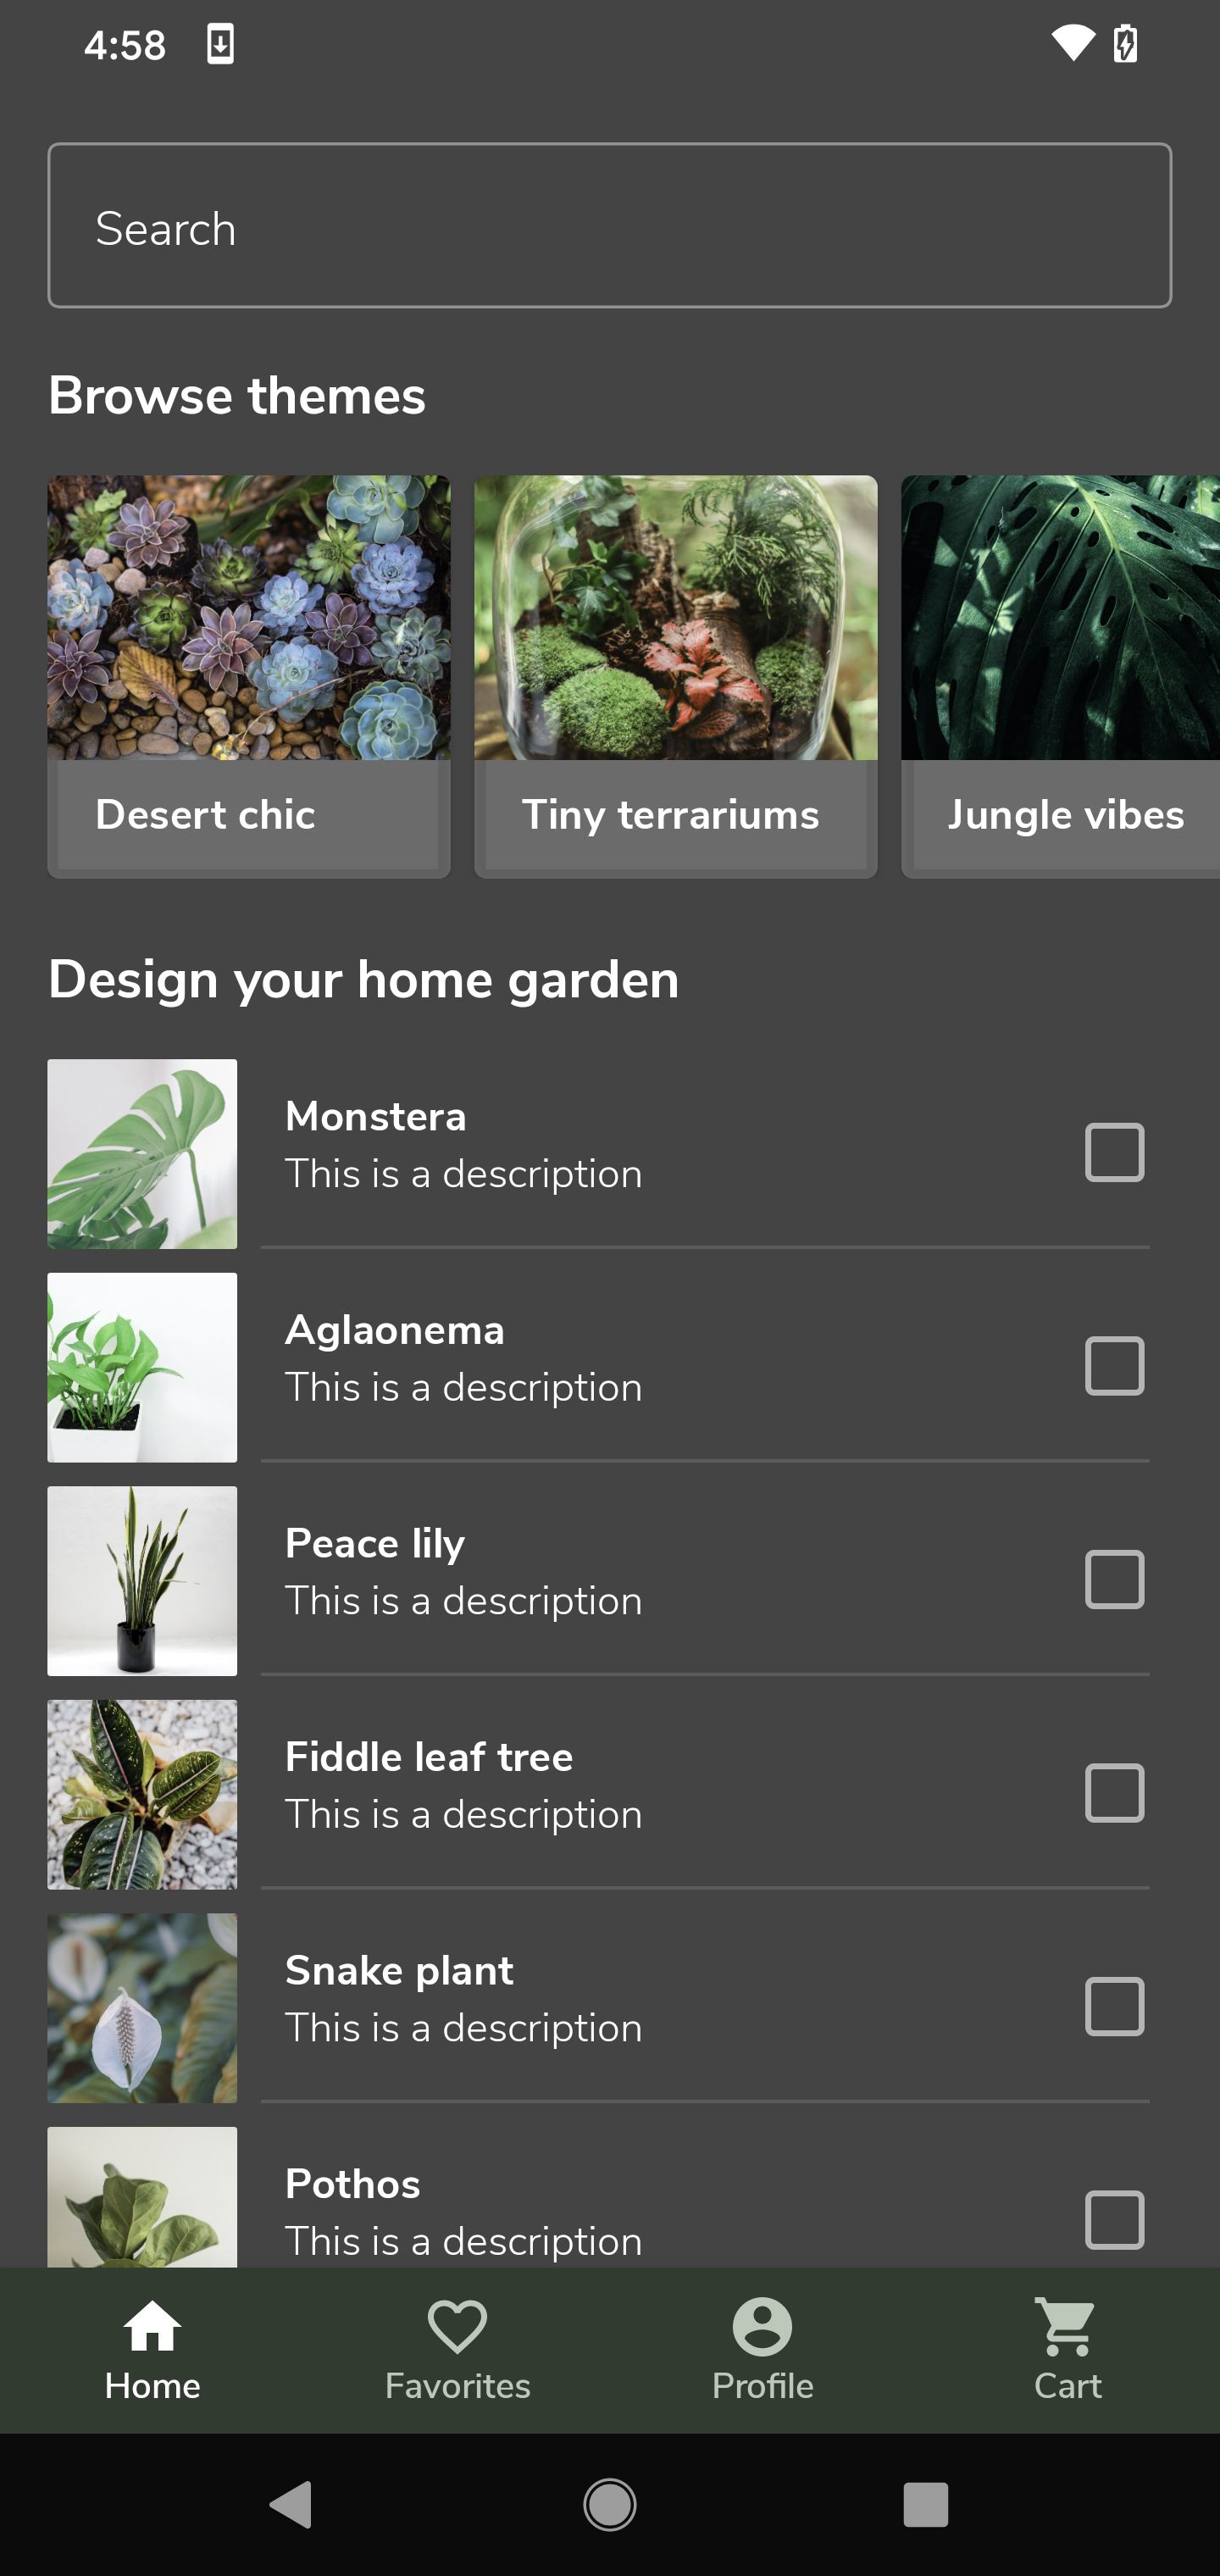 4:58
Search
Browse themes
Desert chic
Tiny terrariums
Jungle vibes
Design your home garden
Monstera
This is a description
Aglaonema
This is a description
Peace lily
This is a description
Fiddle leaf tree
This is a description
Snake plant
This is a description
Pothos
This is a description
Home
Favorites
Profile
Cart